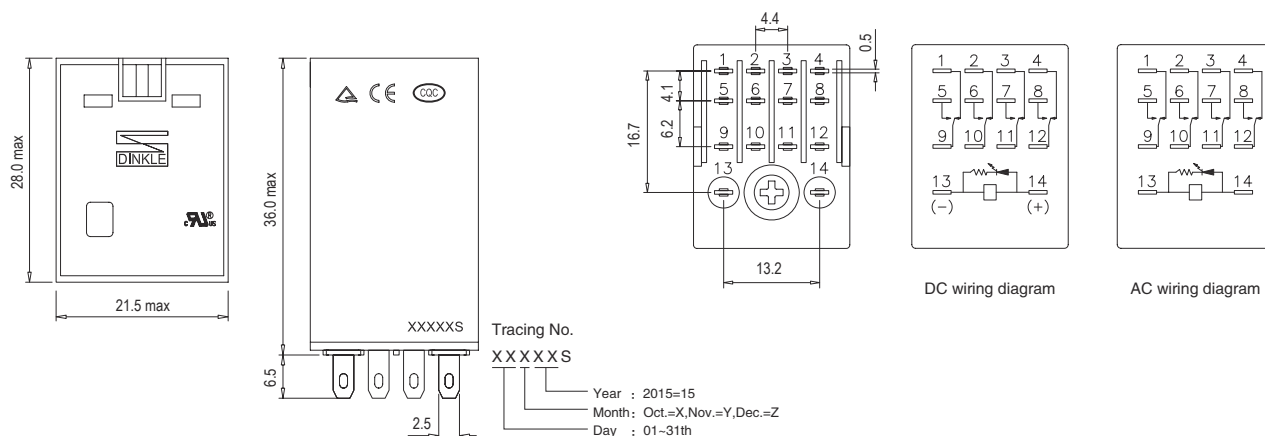 28.0 max
DINKLE
c RU ® us
21.5 max
36.0 max
CE
CQC
XXXXXS
6.5
2.5
Tracing No.
XXXXXS
Year : 2015=15
Month : Oct.=X,Nov.=Y,Dec.=Z
Day : 01~31th
4.4
0.5
16.7
4.1
6.2
1 2 3 4
5 6 7 8
9 10 11 12
13 14
13.2
1 2 3 4
5 6 7 8
9 10 11 12
13 14
(-) (+)
DC wiring diagram
1 2 3 4
5 6 7 8
9 10 11 12
13 14
AC wiring diagram